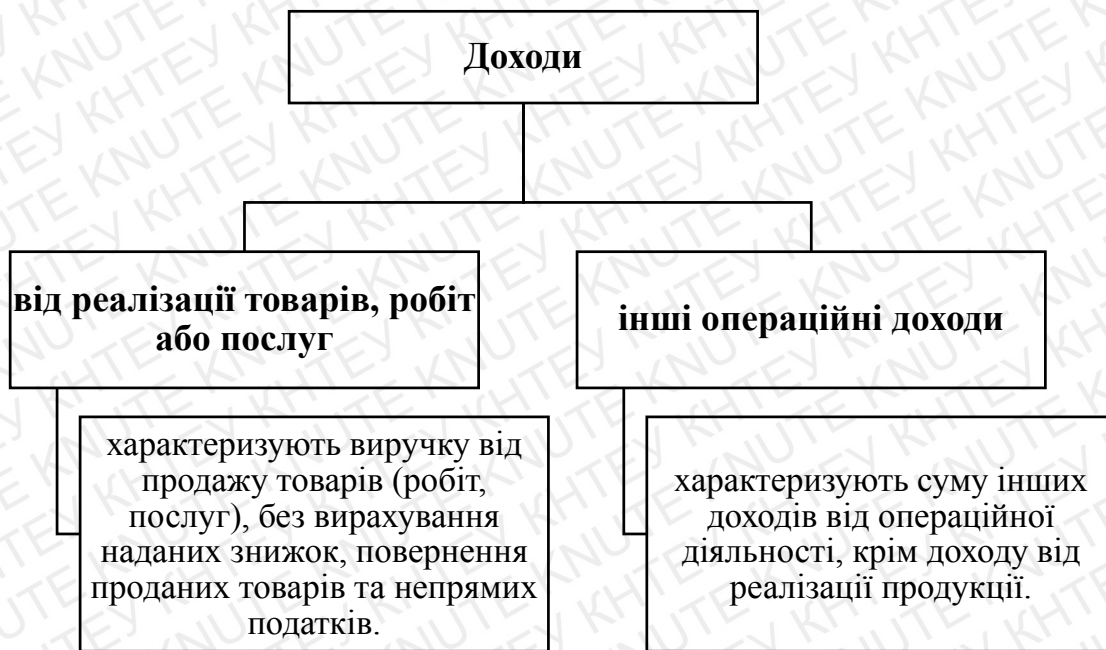 Доходи
від реалізації товарів, робіт
або послуг
характеризують виручку від
продажу товарів (робіт,
послуг), без вирахування
наданих знижок, повернення
проданих товарів та непрямих
податків.
інші операційні доходи
характеризують суму інших
доходів від операційної
діяльності, крім доходу від
реалізації продукції.